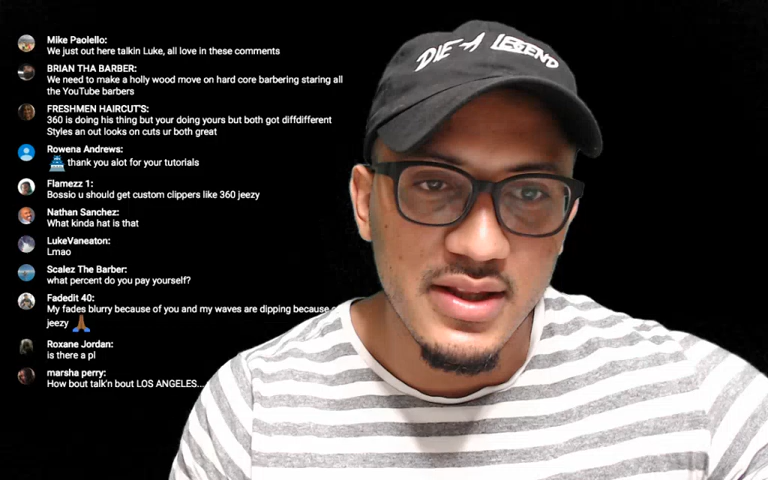 Mike Paolello:
We just out here talkin Luke, all love in these comments
BRIAN THA BARBER:
We need to make a holly wood move on hard core barbering staring all
the YouTube barbers
FRESHMEN HAIRCUT'S:
360 is doing his thing but your doing yours but both got diffdifferent
Styles an out looks on cuts ur both great
Rowena Andrews:
thank you alot for your tutorials
Flamezz 1:
Bossio u should get custom clippers like 360 jeezy
Nathan Sanchez:
What kinda hat is that
LukeVaneaton:
Lmao
Scalez The Barber:
what percent do you pay yourself?
Fadedit 40:
My fades blurry because of you and my waves are dipping because
jeezy
Roxane Jordan:
is there a pl
marsha perry:
How bout talk'n bout LOS ANGELES...
DIE A LEGEND